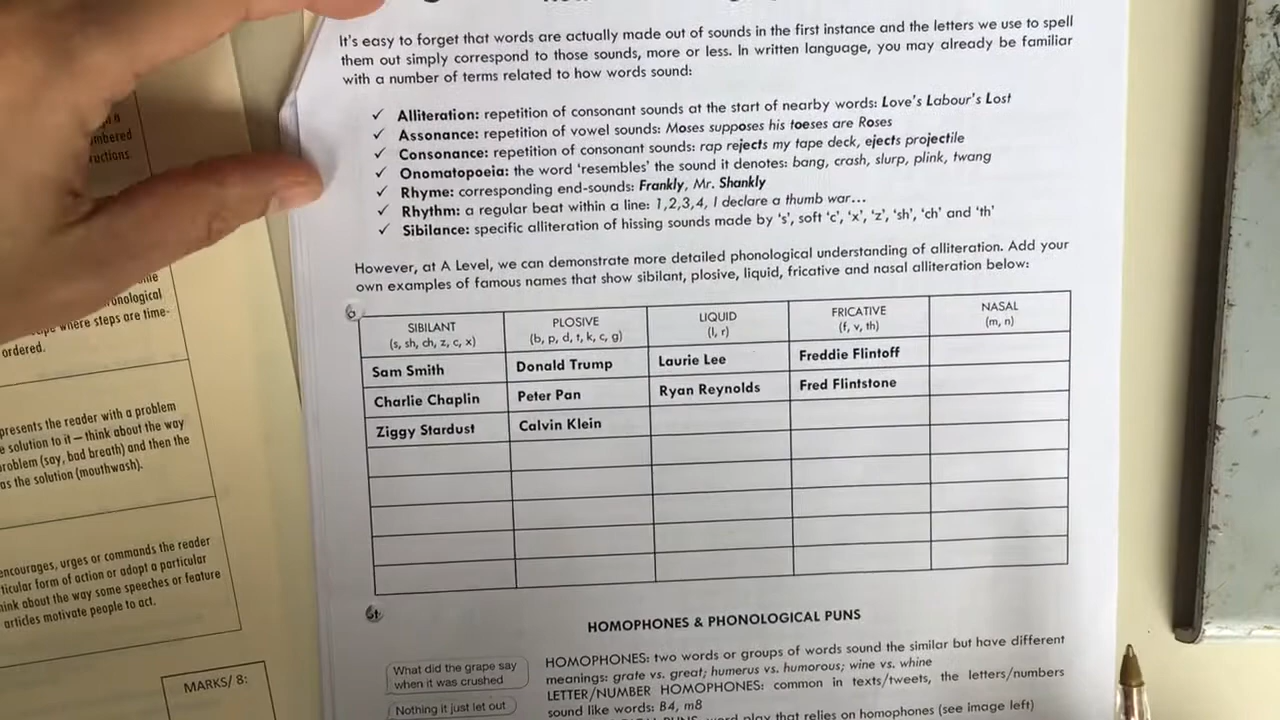 It's easy to forget that words are actually made out of sounds in the first instance and the letters we use to spell
them out simply correspond to those sounds, more or less. In written language, you may already be familiar
with a number of terms related to how words sound:
✓ Alliteration: repetition of consonant sounds at the start of nearby words: Love's Labour's Lost
✓ Assonance: repetition of vowel sounds: Moses supposes his toeses are Roses
✓ Consonance: repetition of consonant sounds: rap rejects my tape deck, ejects projectile
✓ Onomatopoeia: the word 'resembles' the sound it denotes: bang, crash, slurp, plink, twang
✓ Rhyme: corresponding end-sounds: Frankly, Mr. Shankly
✓ Rhythm: a regular beat within a line: 1,2,3,4, I declare a thumb war...
✓ Sibilance: specific alliteration of hissing sounds made by 's', soft 'c', 'x', 'z', 'sh', 'ch' and 'th'
However, at A Level, we can demonstrate more detailed phonological understanding of alliteration. Add your
own examples of famous names that show sibilant, plosive, liquid, fricative and nasal alliteration below:
6
SIBILANT PLOSIVE LIQUID FRICATIVE NASAL
(s, sh, ch, z, c, x) (b, p, d, t, k, c, g) (l, r) (f, v, th) (m, n)
Sam Smith Donald Trump Laurie Lee Freddie Flintoff
Charlie Chaplin Peter Pan Ryan Reynolds Fred Flintstone
Ziggy Stardust Calvin Klein
HOMOPHONES & PHONOLOGICAL PUNS
What did the grape say
when it was crushed
Nothing it just let out
HOMOPHONES: two words or groups of words sound the similar but have different
meanings: grate vs. great; humerus vs. humorous; wine vs. whine
LETTER/NUMBER HOMOPHONES: common in texts/tweets, the letters/numbers
sound like words: B4, m8
play that relies on homophones (see image left)
where steps are time-
ordered.
presents the reader with a problem
solution to it – think about the way
problem (say, bad breath) and then the
as the solution (mouthwash).
encourages, urges or commands the reader
form of action or adopt a particular
think about the way some speeches or feature
articles motivate people to act.
MARKS/ 8: